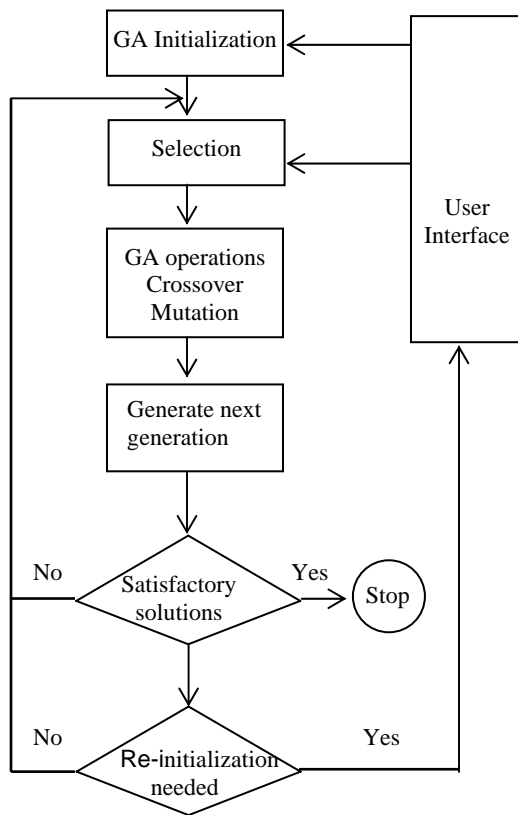 GA Initialization
Selection
User
Interface
GA operations
Crossover
Mutation
Generate next
generation
No
Satisfactory
solutions
Yes
Stop
No
Re-initialization
needed
Yes